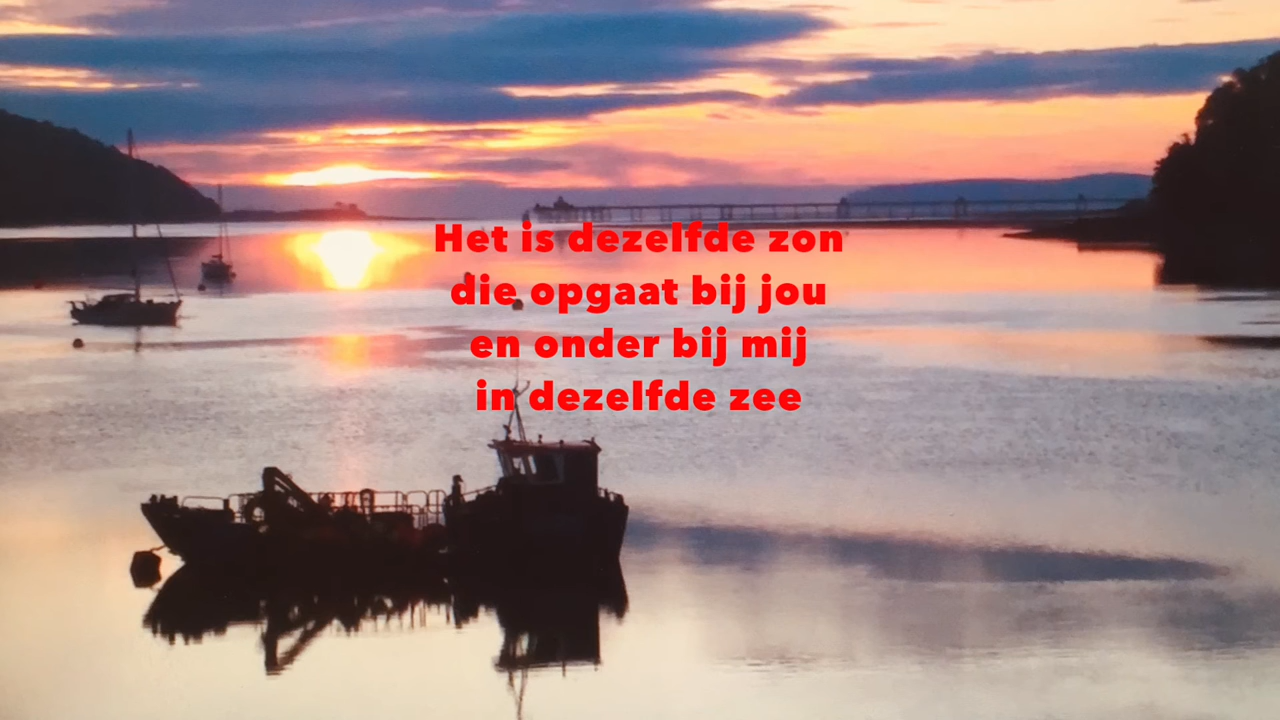 Het is dezelfde zon
die opgaat bij jou
en onder bij mij
in dezelfde zee